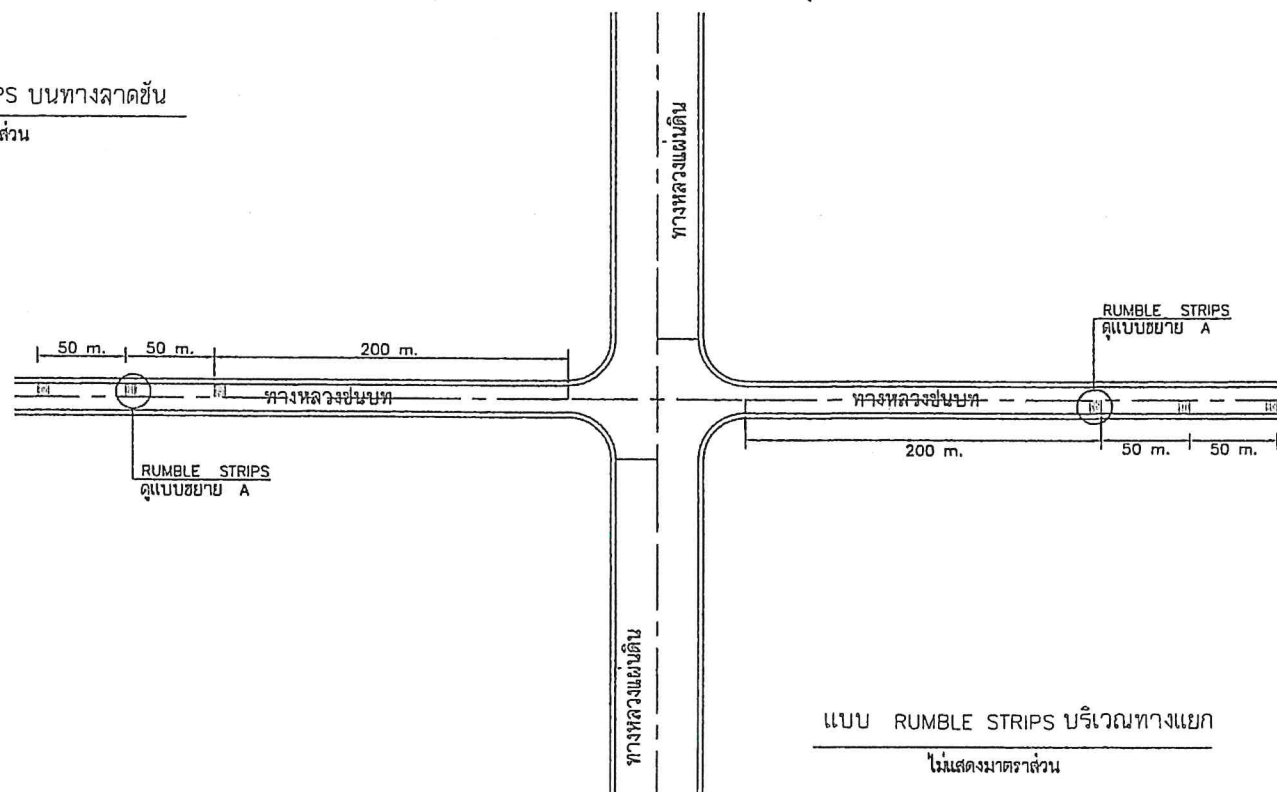 PS บนทางลาดชัน
ส่วน
ทางหลวงแผ่นดิน
RUMBLE STRIPS
ดูแบบขยาย A
50 m. 50 m. 200 m.
ทางหลวงชนบท
ทางหลวงชนบท
200 m. 50 m. 50 m.
RUMBLE STRIPS
ดูแบบขยาย A
ทางหลวงแผ่นดิน
แบบ RUMBLE STRIPS บริเวณทางแยก
ไม่แสดงมาตราส่วน